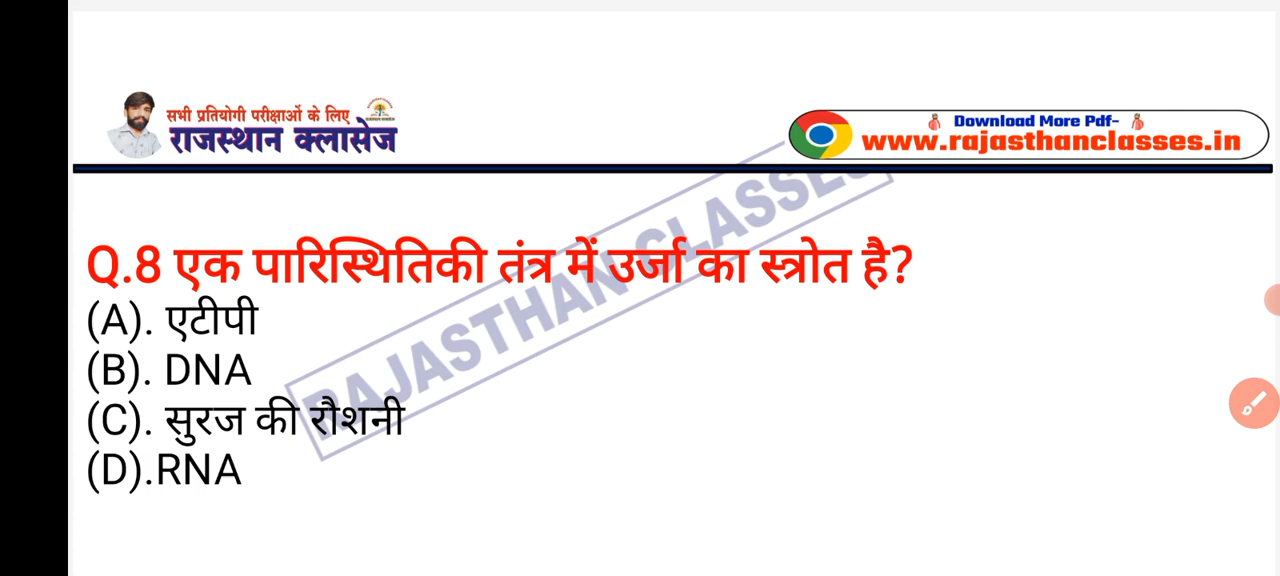 सभी प्रतियोगी परीक्षाओं के लिए
राजस्थान क्लासेज
Download More Pdf-
www.rajasthanclasses.in
RAJASTHAN CLASSES
Q.8 एक पारिस्थितिकी तंत्र में उर्जा का स्त्रोत है?
(A). एटीपी
(B). DNA
(C). सुरज की रौशनी
(D).RNA